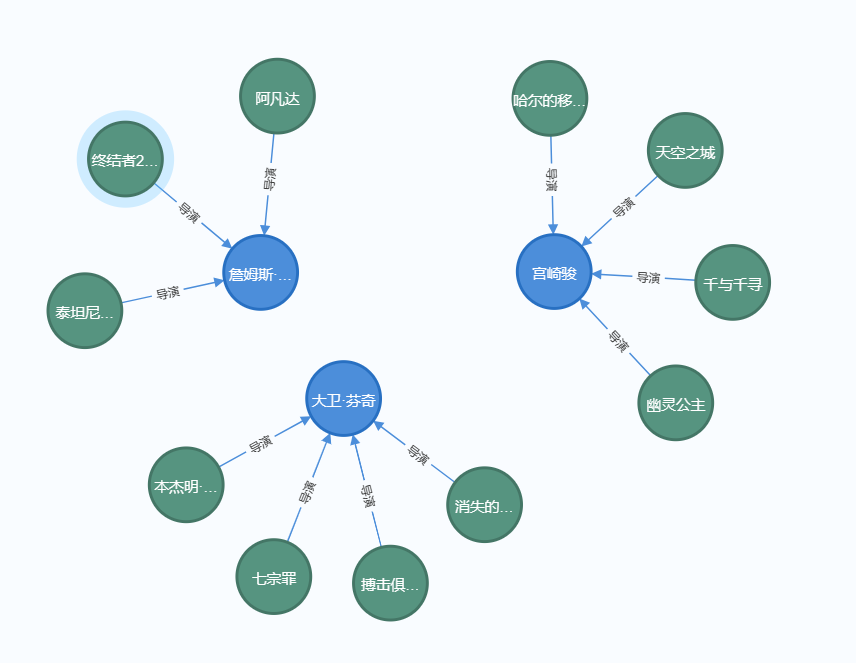 阿凡达
终结者2...
导演
导演
詹姆斯·...
泰坦尼...
导演
哈尔的移...
天空之城
导演
导演
宫崎骏
导演
千与千寻
导演
幽灵公主
大卫·芬奇
本杰明·...
导演
导演
七宗罪
导演
搏击俱...
导演
消失的...